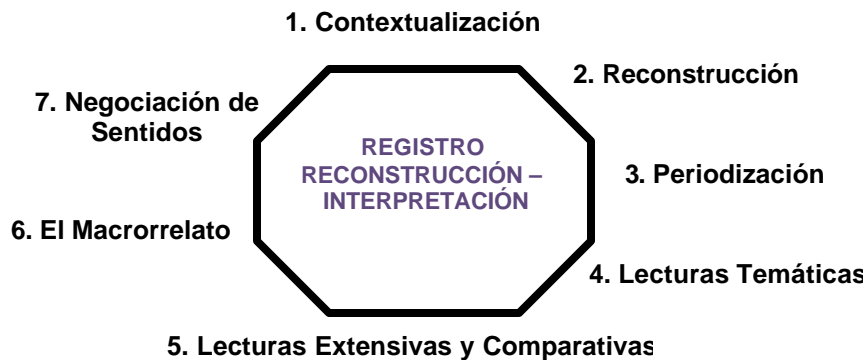 1. Contextualización
2. Reconstrucción
7. Negociación de
Sentidos
REGISTRO
RECONSTRUCCIÓN –
INTERPRETACIÓN
3. Periodización
6. El Macrorrelato
4. Lecturas Temáticas
5. Lecturas Extensivas y Comparativas